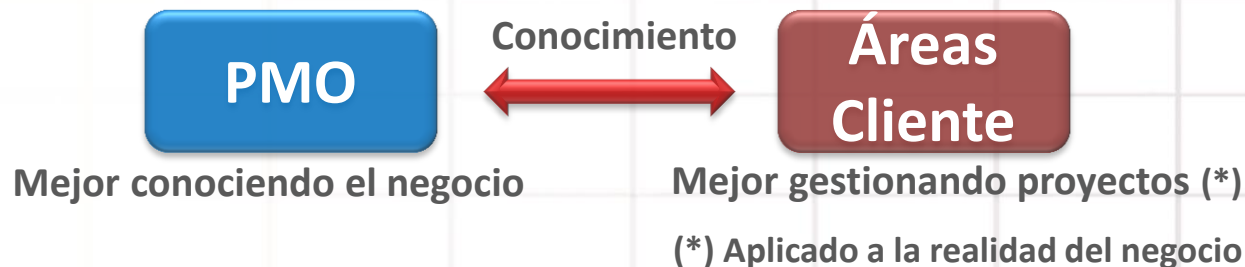 PMO
Conocimiento
Áreas
Cliente
Mejor conociendo el negocio
Mejor gestionando proyectos (*)
(*) Aplicado a la realidad del negocio